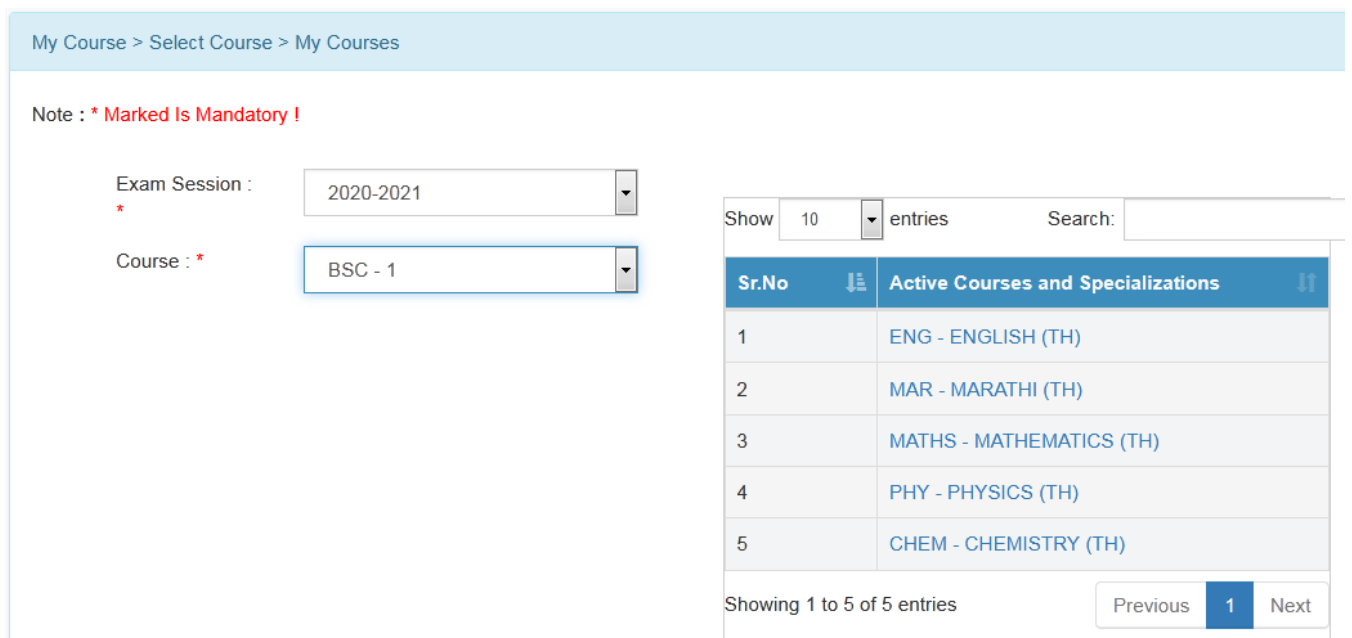 My Course > Select Course > My Courses
Note : * Marked Is Mandatory !
Exam Session :
*
2020-2021
Course : *
BSC - 1
Show 10 entries Search:
Sr.No Active Courses and Specializations
1 ENG - ENGLISH (TH)
2 MAR - MARATHI (TH)
3 MATHS - MATHEMATICS (TH)
4 PHY - PHYSICS (TH)
5 CHEM - CHEMISTRY (TH)
Showing 1 to 5 of 5 entries Previous 1 Next